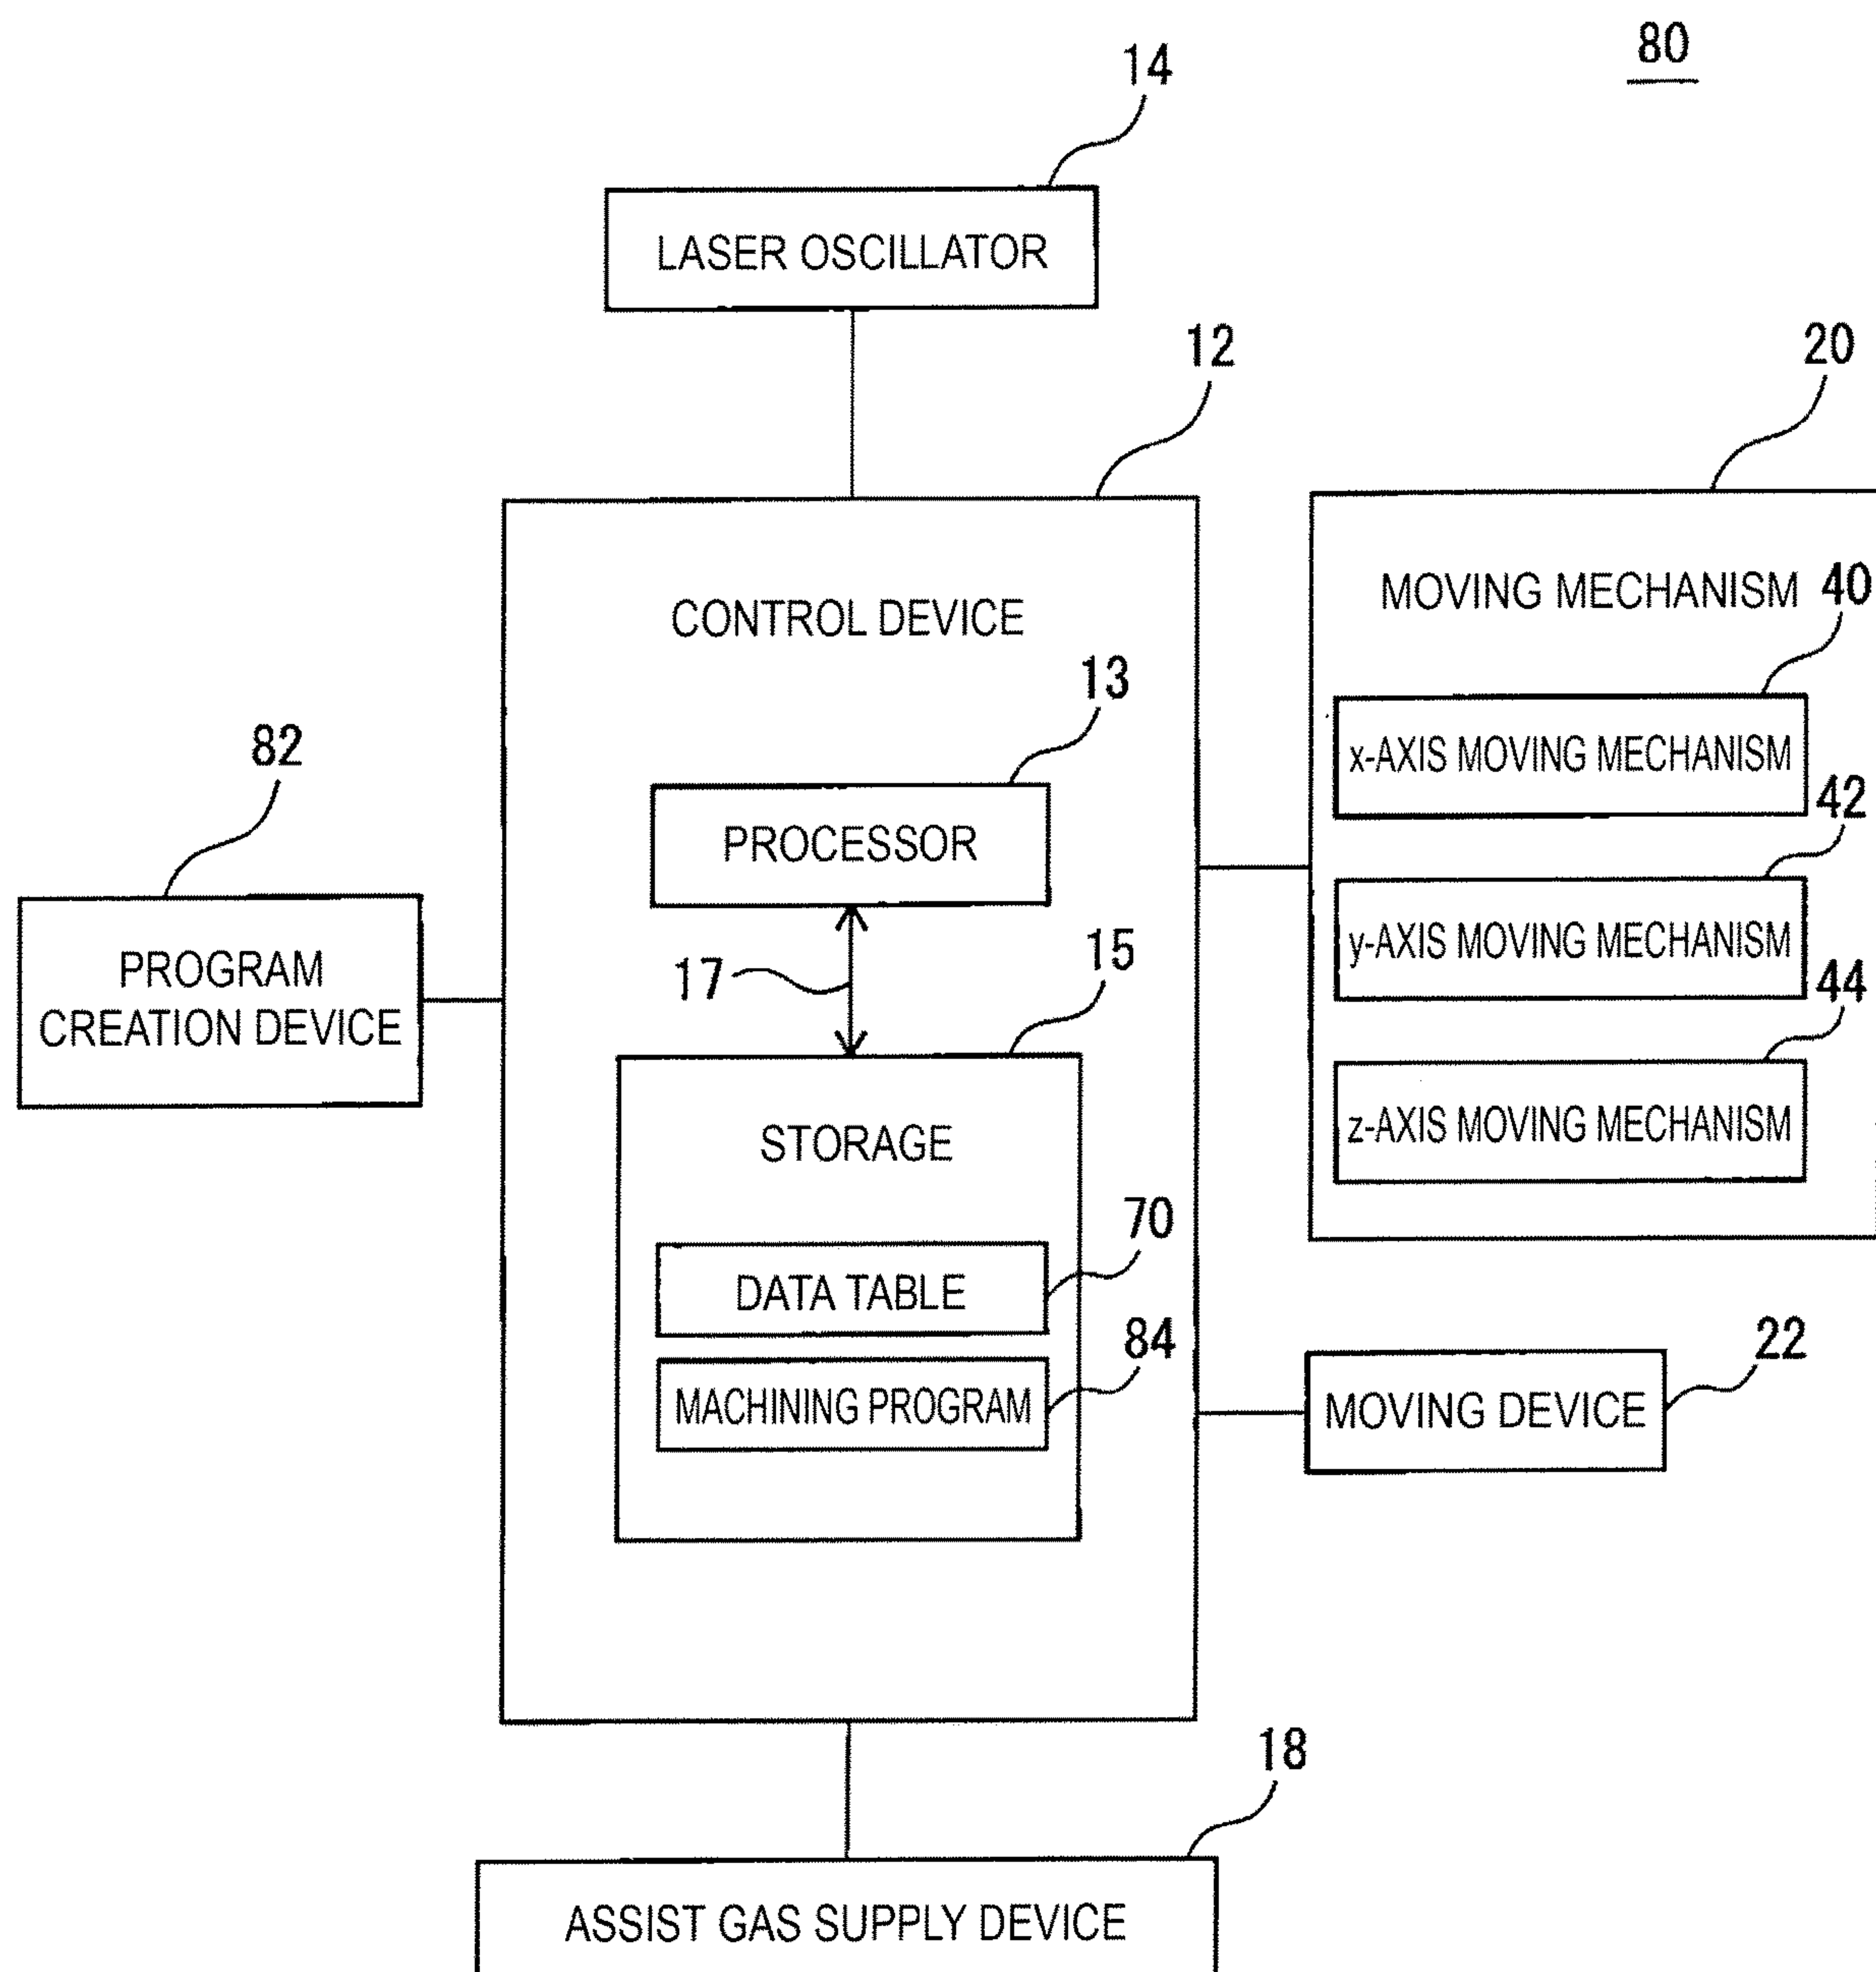 80
14
LASER OSCILLATOR
12
20
CONTROL DEVICE
MOVING MECHANISM
40
13
x-AXIS MOVING MECHANISM
82
PROCESSOR
42
y-AXIS MOVING MECHANISM
PROGRAM
CREATION DEVICE
17
15
44
STORAGE
z-AXIS MOVING MECHANISM
70
DATA TABLE
84
MACHINING PROGRAM
22
MOVING DEVICE
18
ASSIST GAS SUPPLY DEVICE